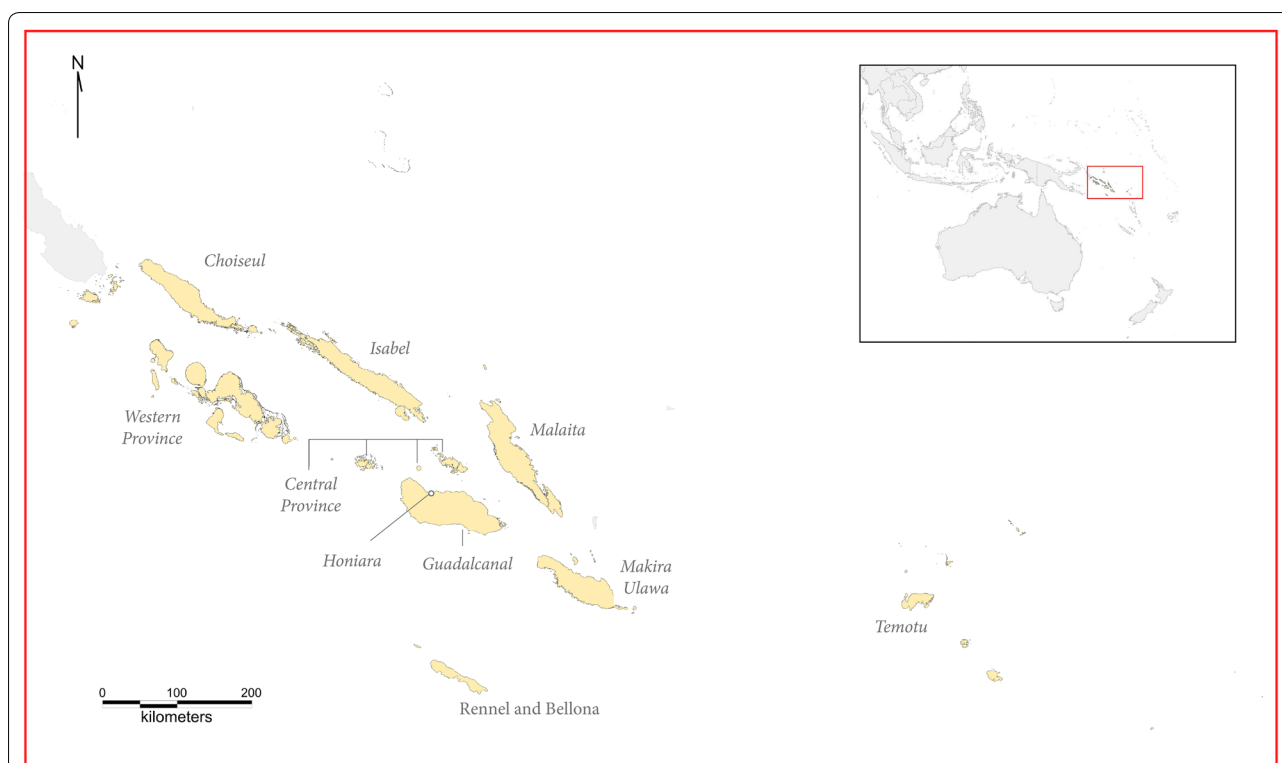 N
Choiseul
Isabel
Western
Province
Malaita
Central
Province
Honiara
Guadalcanal
Makira
Ulawa
Temotu
Rennel and Bellona
0 100 200
kilometers